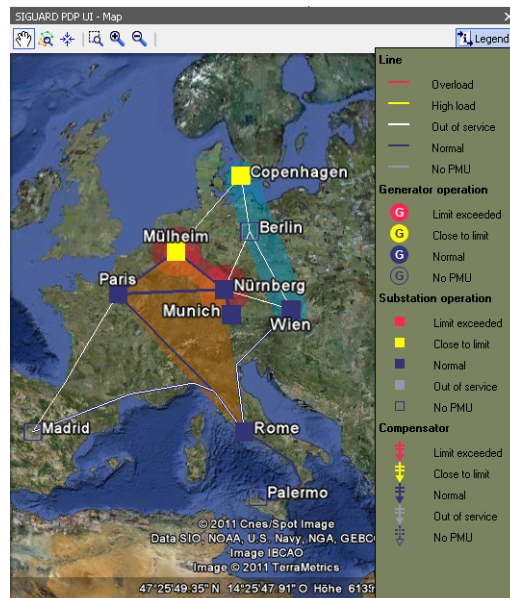 SIGUARD PDP UI - Map
Legend
Line
Overload
High load
Out of service
Normal
No PMU
Generator operation
G Limit exceeded
G Close to limit
G Normal
G No PMU
Substation operation
Limit exceeded
Close to limit
Normal
Out of service
No PMU
Compensator
Limit exceeded
Close to limit
Normal
Out of service
No PMU
Copenhagen
Berlin
Mülheim
Paris
Nürnberg
Munich
Wien
Madrid
Rome
Palermo
© 2011 Cnes/Spot Image
Data SIO, NOAA, U.S. Navy, NGA, GEBC
Image IBCAO
Image © 2011 TerraMetrics
47°25'49.35" N 14°25'47.91" O Höhe